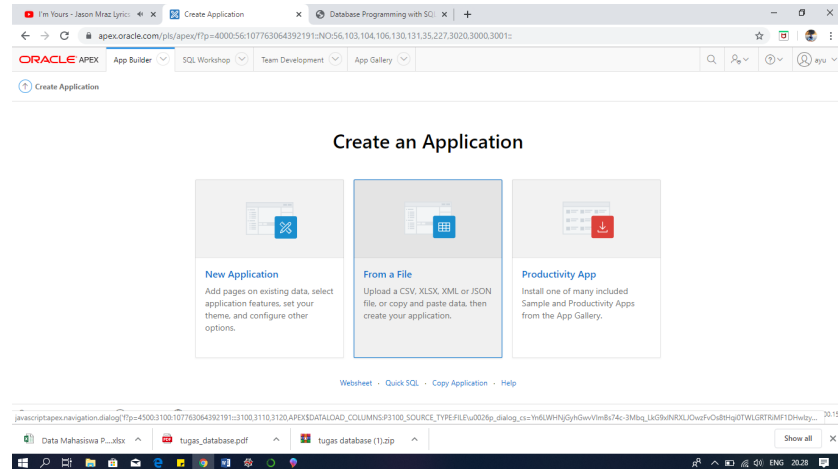 I'm Yours - Jason Mraz Lyrics
Create Application
Database Programming with SQL
apex.oracle.com/pls/apex/f?p=4000:56:107763064392191::NO:56,103,104,106,130,131,35,227,3020,3000,3001::
ORACLE APEX App Builder SQL Workshop Team Development App Gallery ayu
Create Application
Create an Application
New Application
Add pages on existing data, select
application features, set your
theme, and configure other
options.
From a File
Upload a CSV, XLSX, XML or JSON
file, or copy and paste data, then
create your application.
Productivity App
Install one of many included
Sample and Productivity Apps
from the App Gallery.
Websheet · Quick SQL · Copy Application · Help
Data Mahasiswa P....xlsx tugas_database.pdf tugas database (1).zip Show all
ENG 20.28